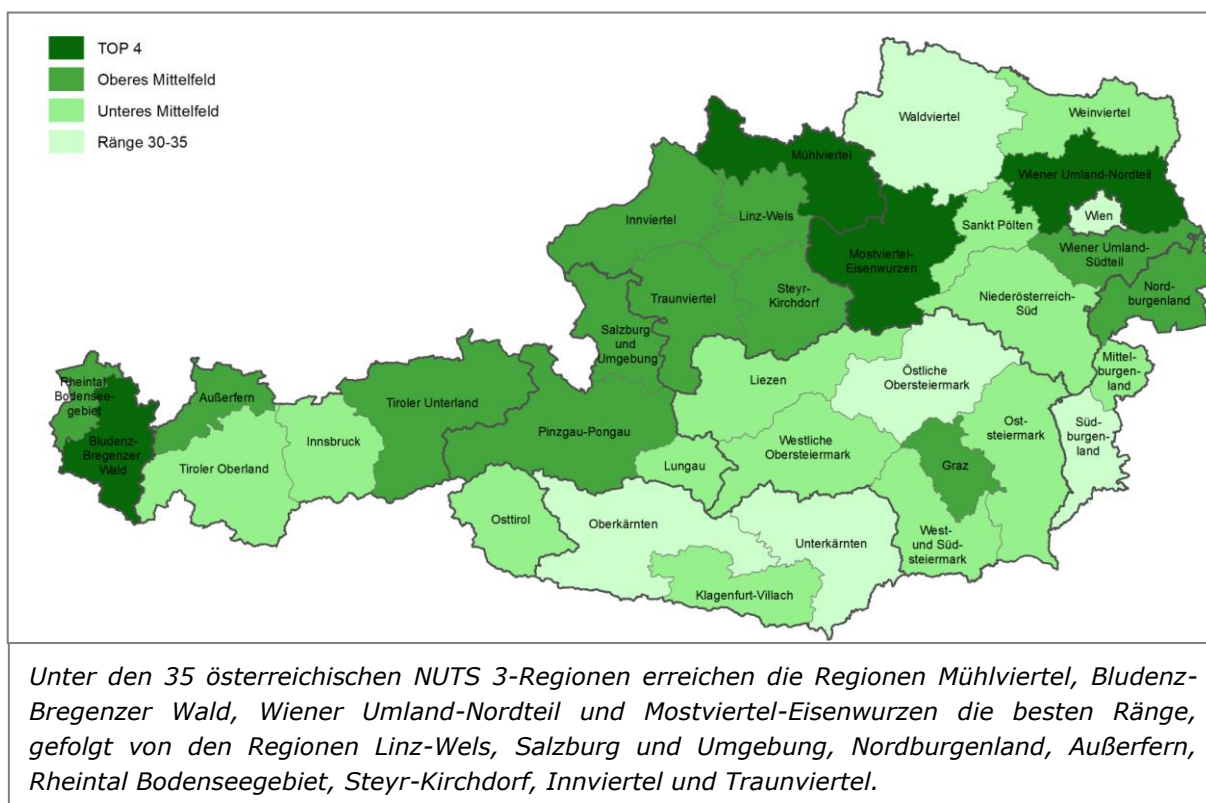 TOP 4
Oberes Mittelfeld
Unteres Mittelfeld
Ränge 30-35
Waldviertel
Weinviertel
Mühlviertel
Wiener Umland-Nordteil
Innviertel
Linz-Wels
Wien
Sankt Pölten
Mostviertel-
Eisenwurzen
Wiener Umland-
Südteil
Traunviertel
Steyr-
Kirchdorf
Niederösterreich-
Süd
Nord-
burgenland
Salzburg
und
Umgebung
Liezen
Östliche
Obersteiermark
Mittel-
burgen-
land
Rheintal
Bodensee-
gebiet
Außerfern
Tiroler Unterland
Bludenz-
Bregenzer
Wald
Innsbruck
Pinzgau-Pongau
Tiroler Oberland
Lungau
Westliche
Obersteiermark
Ost-
steiermark
Süd-
burgen-
land
Graz
Osttirol
Oberkärnten
Unterkärnten
West-
und Süd-
steiermark
Klagenfurt-Villach
Unter den 35 österreichischen NUTS 3-Regionen erreichen die Regionen Mühlviertel, Bludenz-
Bregenzer Wald, Wiener Umland-Nordteil und Mostviertel-Eisenwurzen die besten Ränge,
gefolgt von den Regionen Linz-Wels, Salzburg und Umgebung, Nordburgenland, Außerfern,
Rheintal Bodenseegebiet, Steyr-Kirchdorf, Innviertel und Traunviertel.